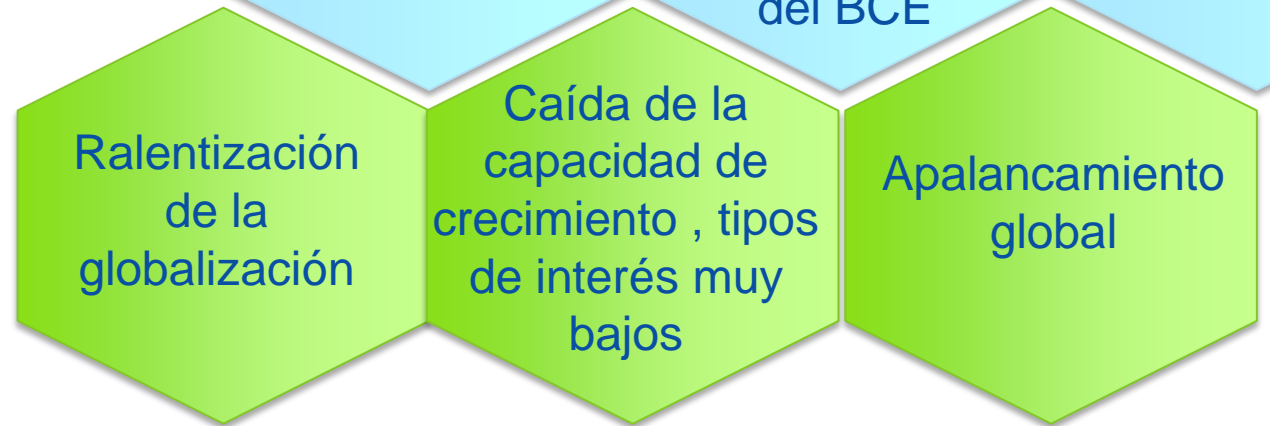 del BCE
Ralentización
de la
globalización
Caída de la
capacidad de
crecimiento , tipos
de interés muy
bajos
Apalancamiento
global